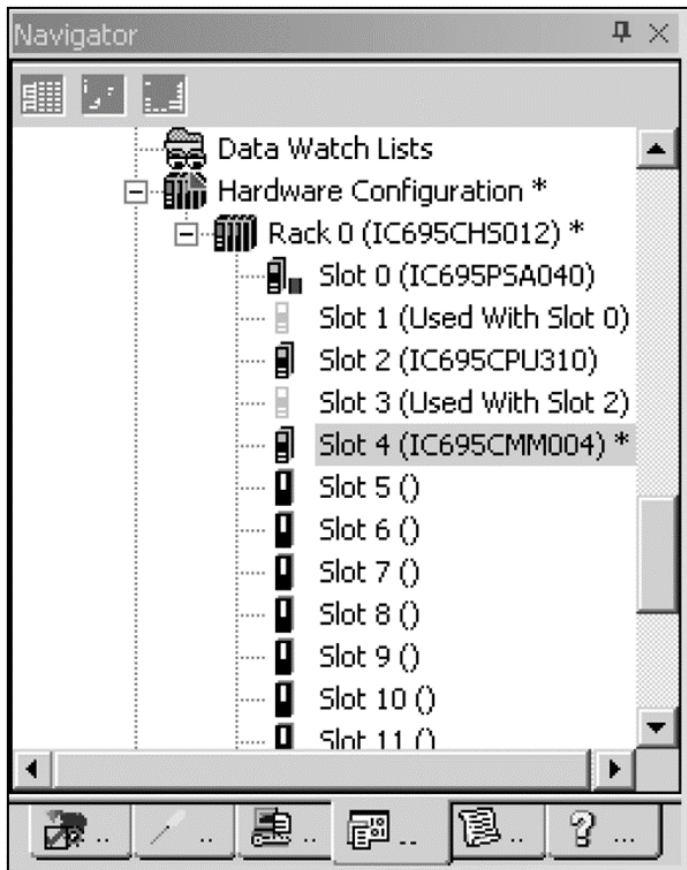 Navigator
Data Watch Lists
Hardware Configuration *
Rack 0 (IC695CHS012) *
Slot 0 (IC695PSA040)
Slot 1 (Used With Slot 0)
Slot 2 (IC695CPU310)
Slot 3 (Used With Slot 2)
Slot 4 (IC695CMM004) *
Slot 5 ()
Slot 6 ()
Slot 7 ()
Slot 8 ()
Slot 9 ()
Slot 10 ()
Slot 11 ()
.. .. .. .. .. ...